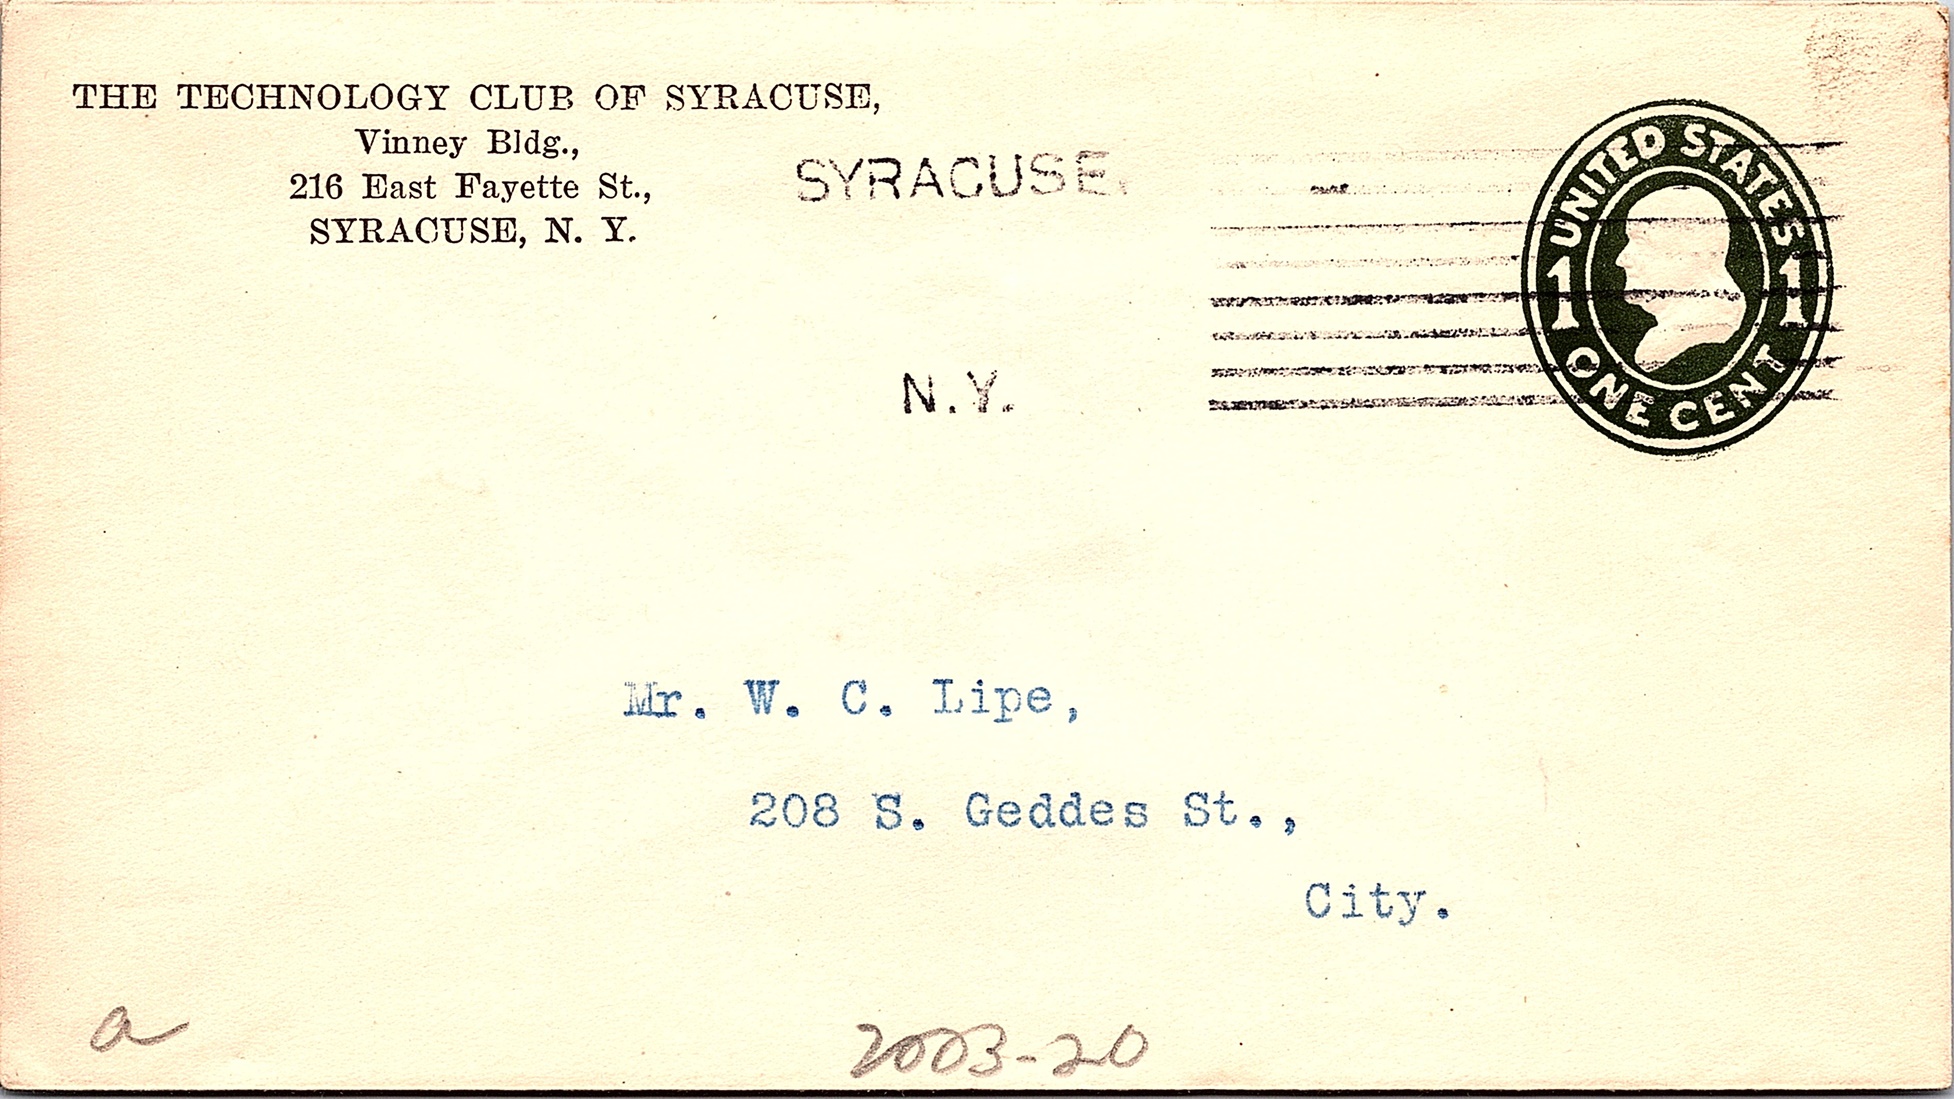 THE TECHNOLOGY CLUB OF SYRACUSE,
Vinney Bldg.,
216 East Fayette St.,
SYRACUSE, N. Y.
SYRACUSE.
N.Y.
UNITED STATES
1 1
ONE CENT
Mr. W. C. Lipe,
208 S. Geddes St.,
City.
a
2003-20